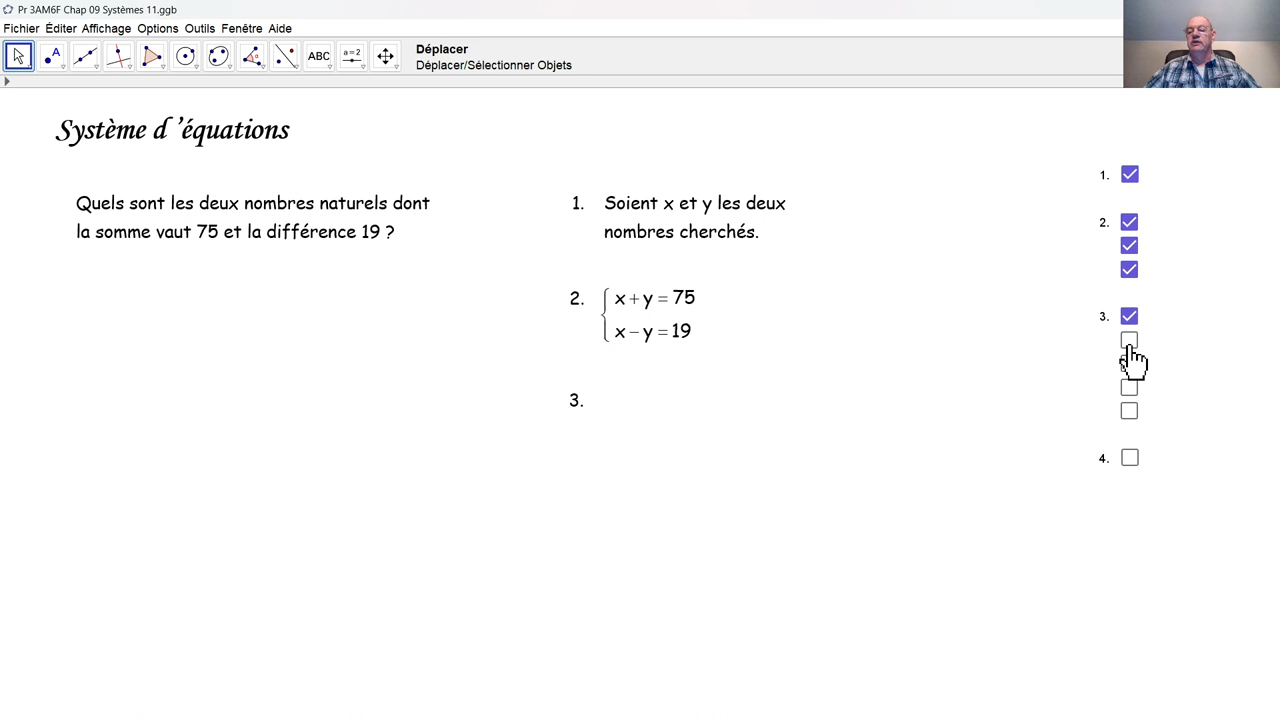 Pr 3AM6F Chap 09 Systèmes 11.ggb
Fichier Éditer Affichage Options Outils Fenêtre Aide
A
ABC
a=2
Déplacer
Déplacer/Sélectionner Objets
Système d ’équations
Quels sont les deux nombres naturels dont
la somme vaut 75 et la différence 19 ?
1. Soient x et y les deux
nombres cherchés.
2. x + y = 75
x − y = 19
3.
1.
2.
3.
4.